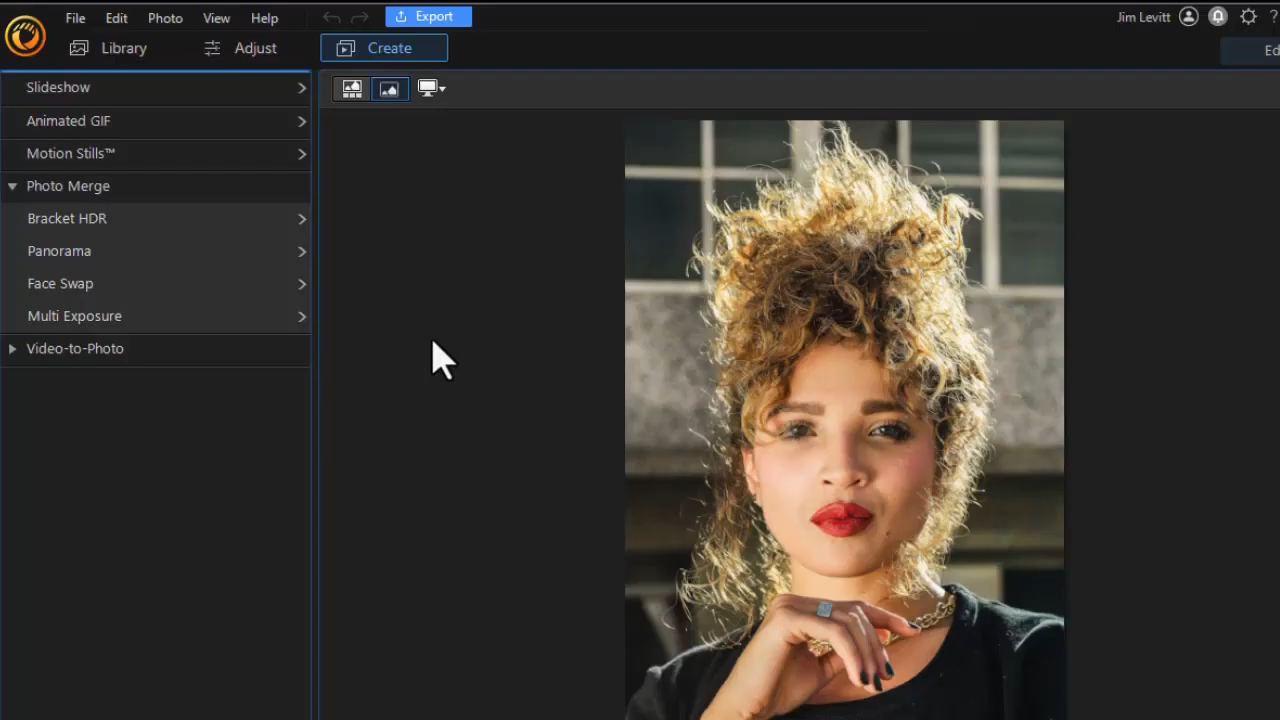 File Edit Photo View Help Export Jim Levitt ?
Library Adjust Create Ed
Slideshow
Animated GIF
Motion Stills™
Photo Merge
Bracket HDR
Panorama
Face Swap
Multi Exposure
Video-to-Photo